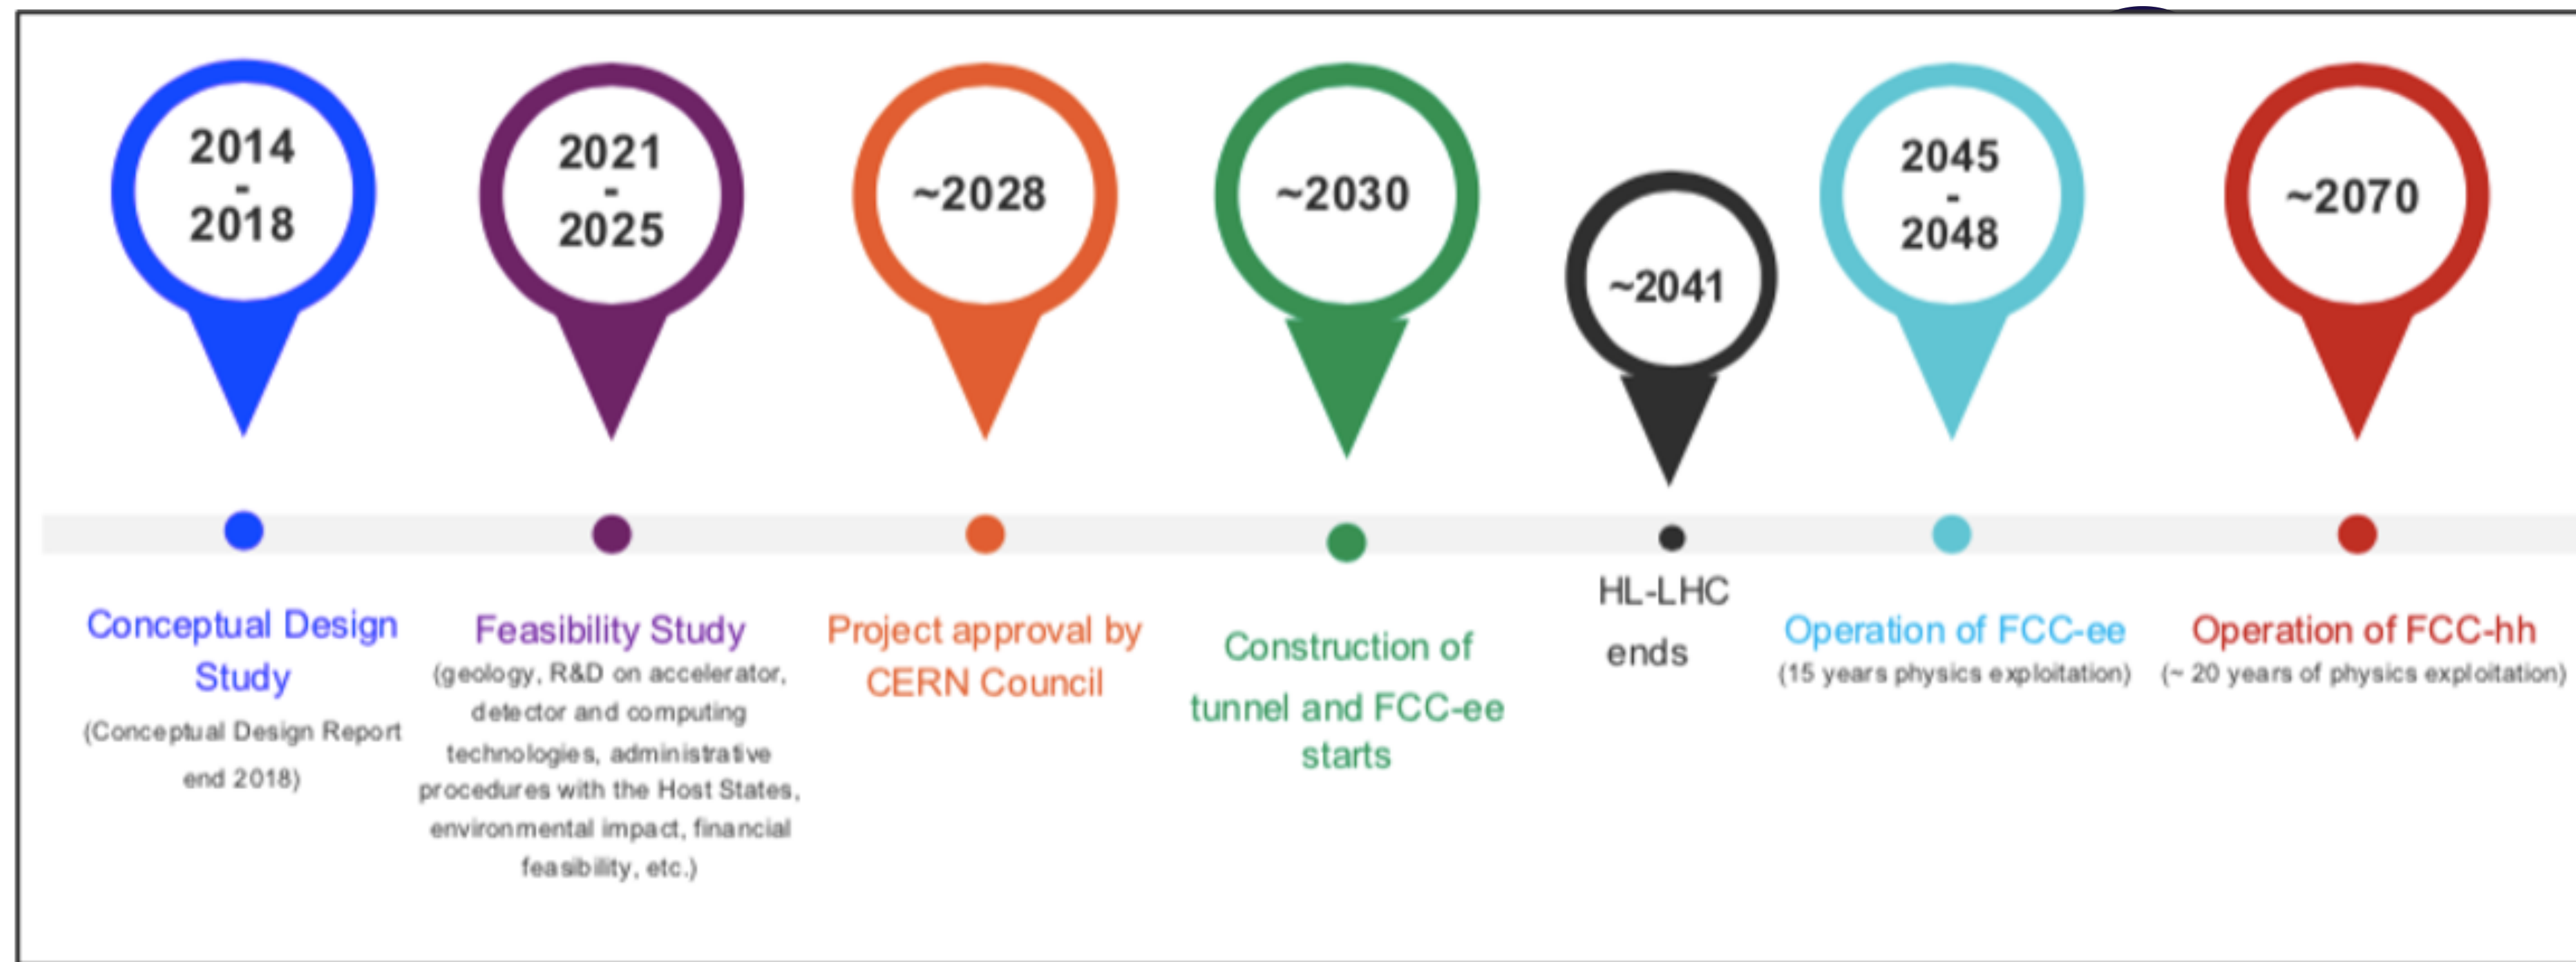 2014
-
2018
2021
-
2025
~2028
~2030
~2041
2045
-
2048
~2070
Conceptual Design
Study
(Conceptual Design Report
end 2018)
Feasibility Study
(geology, R&D on accelerator,
detector and computing
technologies, administrative
procedures with the Host States,
environmental impact, financial
feasibility, etc.)
Project approval by
CERN Council
Construction of
tunnel and FCC-ee
starts
HL-LHC
ends
Operation of FCC-ee
(15 years physics exploitation)
Operation of FCC-hh
(~ 20 years of physics exploitation)